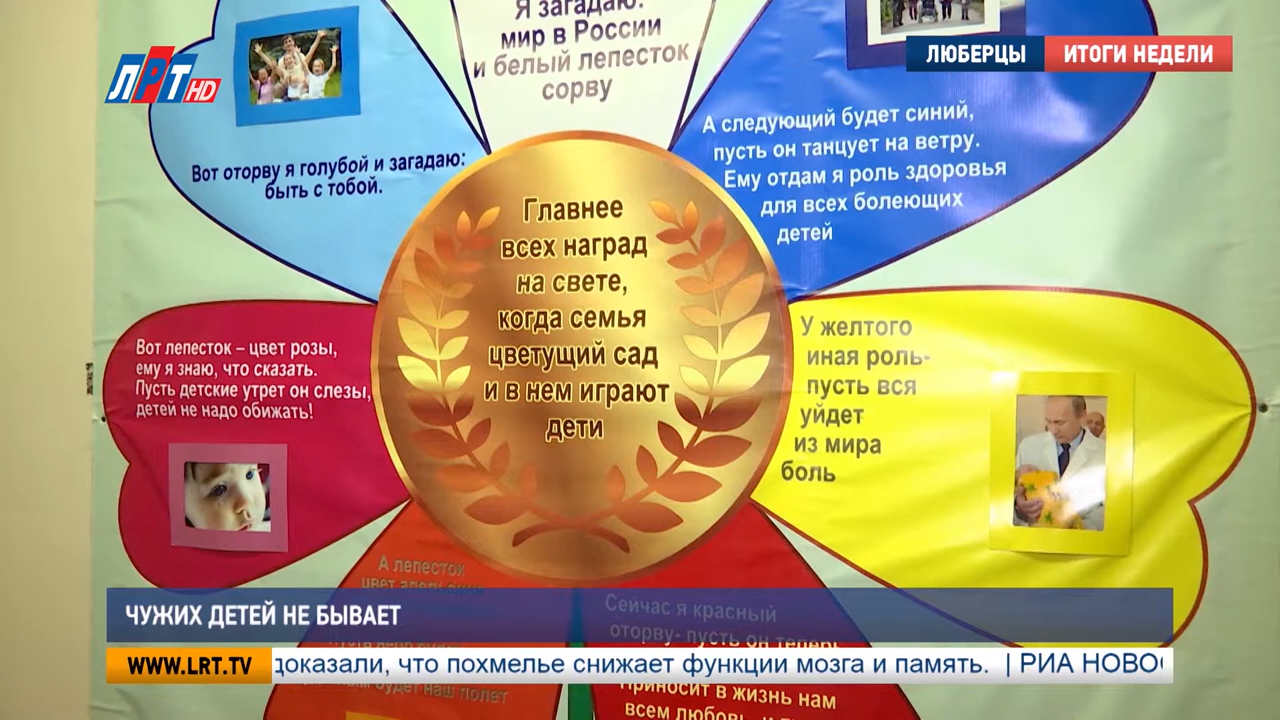 ЛРТ HD
ЛЮБЕРЦЫ
ИТОГИ НЕДЕЛИ
Я загадаю:
мир в России
и белый лепесток
сорву
Вот оторву я голубой и загадаю:
быть с тобой.
А следующий будет синий,
пусть он танцует на ветру.
Ему отдам я роль здоровья
для всех болеющих
детей
Главнее
всех наград
на свете,
когда семья
цветущий сад
и в нем играют
дети
Вот лепесток – цвет розы,
ему я знаю, что сказать.
Пусть детские утрет он слезы,
детей не надо обижать!
У желтого
иная роль-
пусть вся
уйдет
из мира
боль
А лепесток
цвет
Сейчас я красный
оторву- пусть он теперь
будет наш полет
Приносит в жизнь нам
всем любовь
ЧУЖИХ ДЕТЕЙ НЕ БЫВАЕТ
WWW.LRT.TV
доказали, что похмелье снижает функции мозга и память. | РИА НОВОС